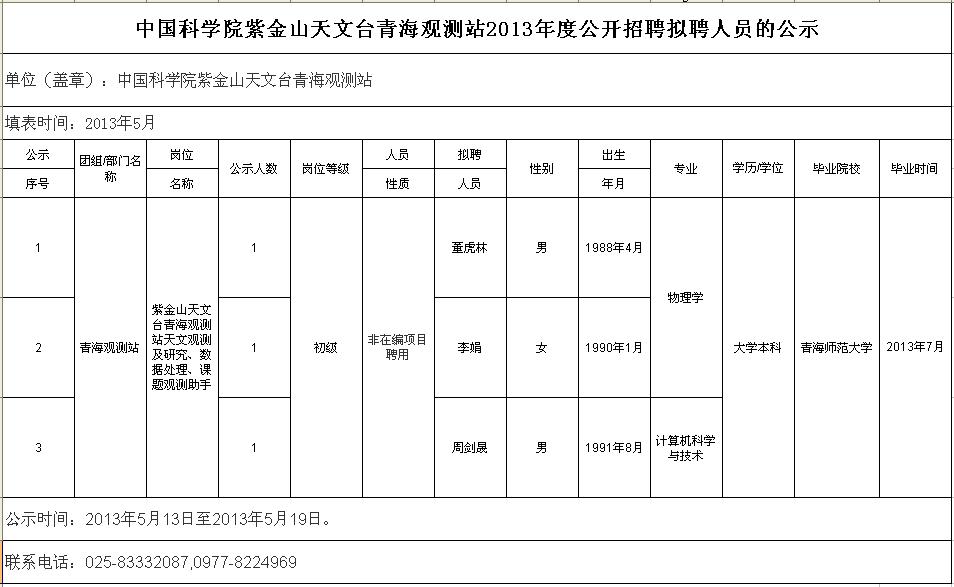 中国科学院紫金山天文台青海观测站2013年度公开招聘拟聘人员的公示
单位（盖章）：中国科学院紫金山天文台青海观测站
填表时间：2013年5月
公示 团组/部门名 岗位 公示人数 岗位等级 人员 拟聘 性别 出生 专业 学历/学位 毕业院校 毕业时间
序号 称 名称 性质 人员 年月
1 1 董虎林 男 1988年4月
物理学
紫金山天文
台青海观测
站天文观测
及研究、数
据处理、课
题观测助手
2 青海观测站 1 初级 非在编项目 李娟 女 1990年1月 大学本科 青海师范大学 2013年7月
聘用
3 1 周剑晟 男 1991年8月 计算机科学
与技术
公示时间：2013年5月13日至2013年5月19日。
联系电话：025-83332087,0977-8224969